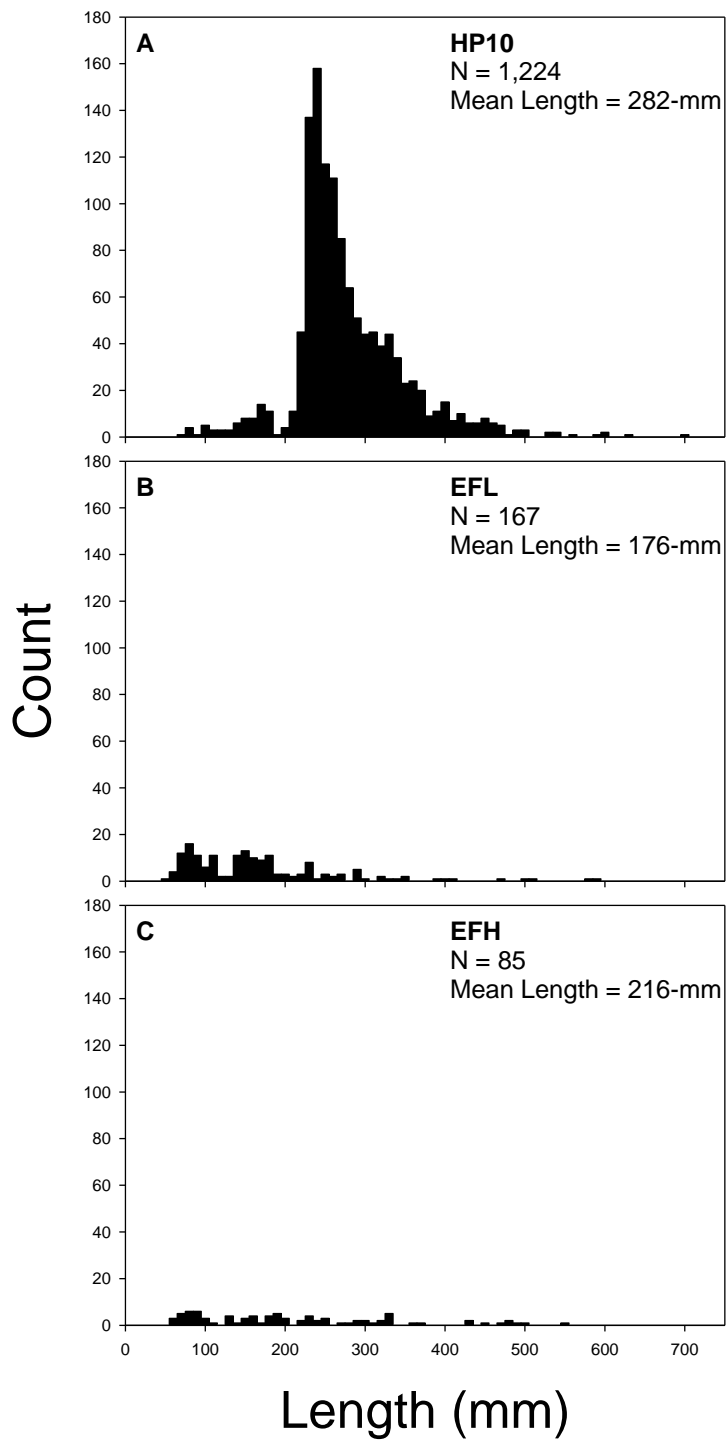 180
160
140
120
100
80
60
40
20
0
A
HP10
N = 1,224
Mean Length = 282-mm
180
160
140
120
100
80
60
40
20
0
B
EFL
N = 167
Mean Length = 176-mm
Count
180
160
140
120
100
80
60
40
20
0
C
EFH
N = 85
Mean Length = 216-mm
0 100 200 300 400 500 600 700
Length (mm)